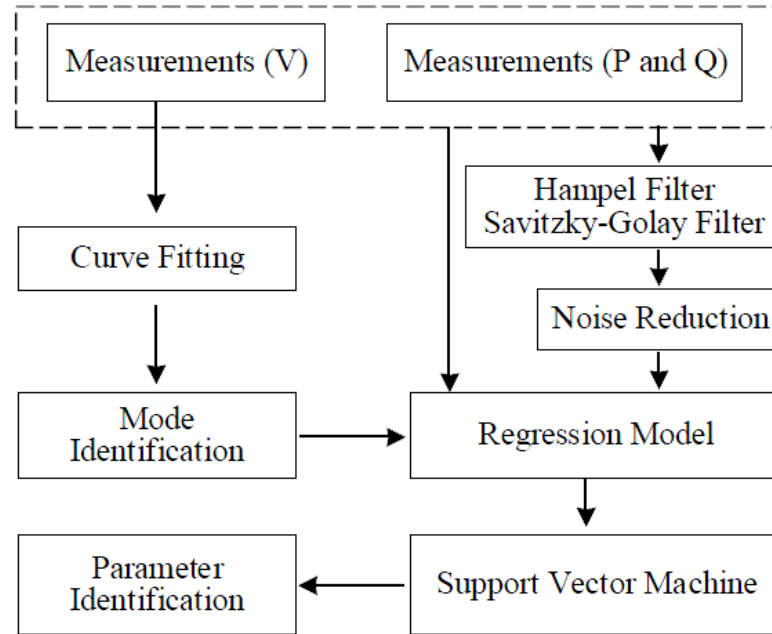 Measurements (V)
Measurements (P and Q)
Hampel Filter
Savitzky-Golay Filter
Curve Fitting
Noise Reduction
Mode
Identification
Regression Model
Parameter
Identification
Support Vector Machine